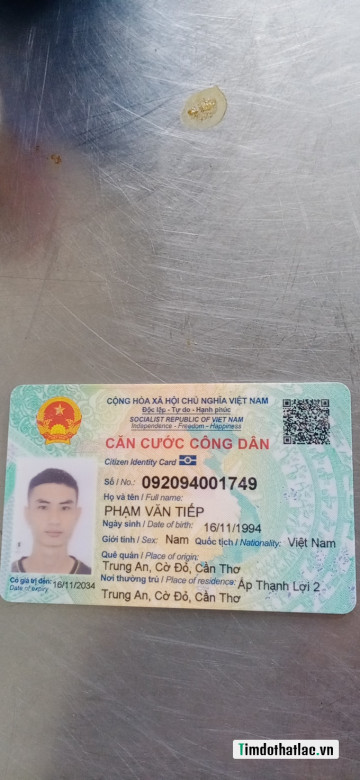 CỘNG HÒA XÃ HỘI CHỦ NGHĨA VIỆT NAM
Độc lập - Tự do - Hạnh phúc
SOCIALIST REPUBLIC OF VIET NAM
Independence - Freedom - Happiness
CĂN CƯỚC CÔNG DÂN
Citizen Identity Card
Số / No.: 092094001749
Họ và tên / Full name:
PHẠM VĂN TIẾP
Ngày sinh / Date of birth: 16/11/1994
Giới tính / Sex: Nam Quốc tịch / Nationality: Việt Nam
Quê quán / Place of origin:
Trung An, Cờ Đỏ, Cần Thơ
Nơi thường trú / Place of residence: Ấp Thạnh Lợi 2
Trung An, Cờ Đỏ, Cần Thơ
Có giá trị đến: 16/11/2034
Date of expiry
Timdothatlac.vn